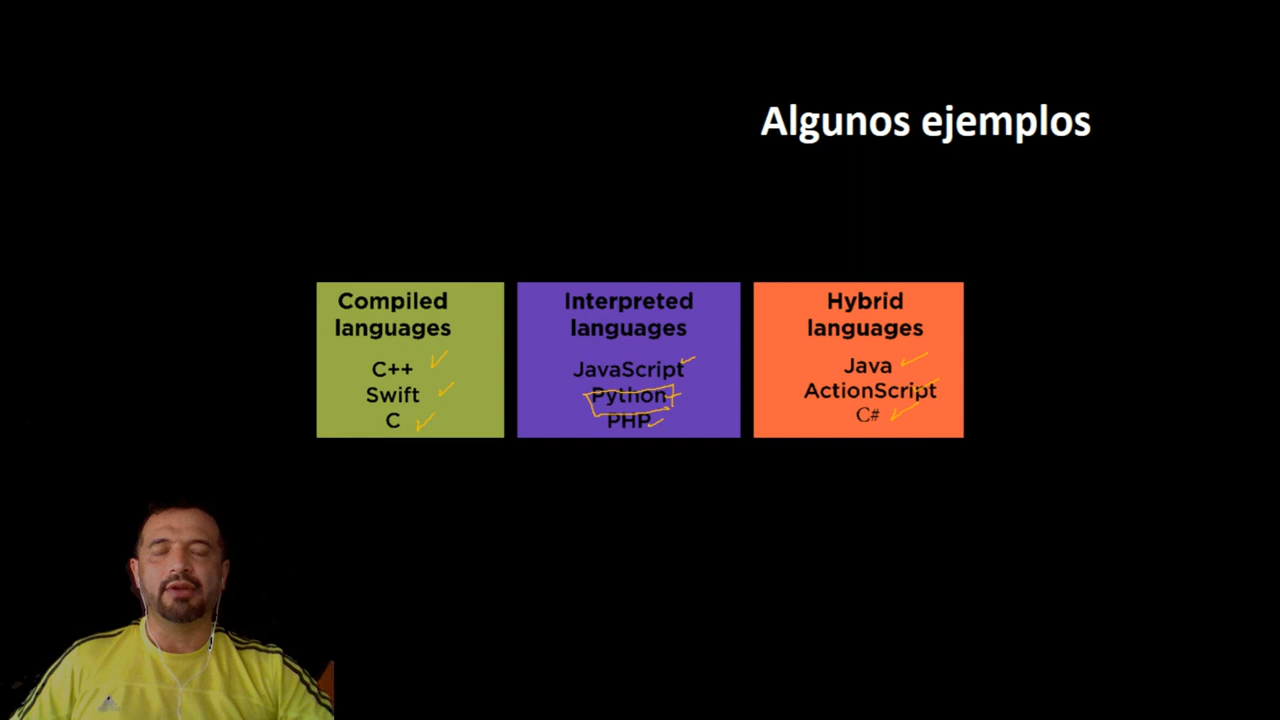 Algunos ejemplos
Compiled
languages
C++
Swift
C
Interpreted
languages
JavaScript
Python
PHP
Hybrid
languages
Java
ActionScript
C#